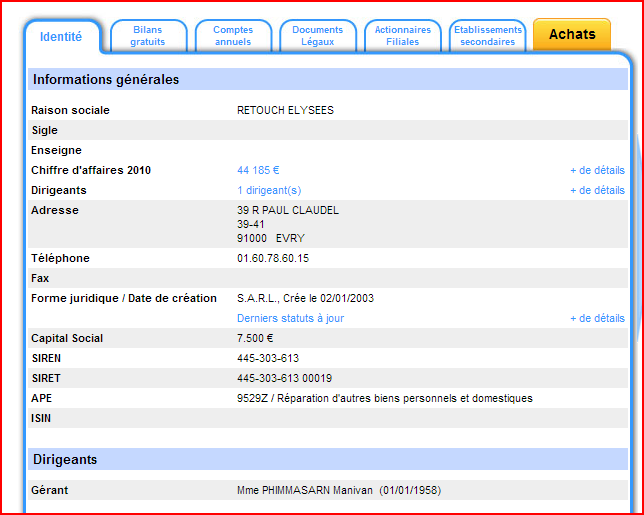 Identité
Bilans
gratuits
Comptes
annuels
Documents
Légaux
Actionnaires
Filiales
Etablissements
secondaires
Achats
Informations générales
Raison sociale RETOUCH ELYSEES
Sigle
Enseigne
Chiffre d'affaires 2010 44 185 € + de détails
Dirigeants 1 dirigeant(s) + de détails
Adresse 39 R PAUL CLAUDEL
39-41
91000 EVRY
Téléphone 01.60.78.60.15
Fax
Forme juridique / Date de création S.A.R.L., Crée le 02/01/2003
Derniers statuts à jour + de détails
Capital Social 7.500 €
SIREN 445-303-613
SIRET 445-303-613 00019
APE 9529Z / Réparation d'autres biens personnels et domestiques
ISIN
Dirigeants
Gérant Mme PHIMMASARN Manivan (01/01/1958)